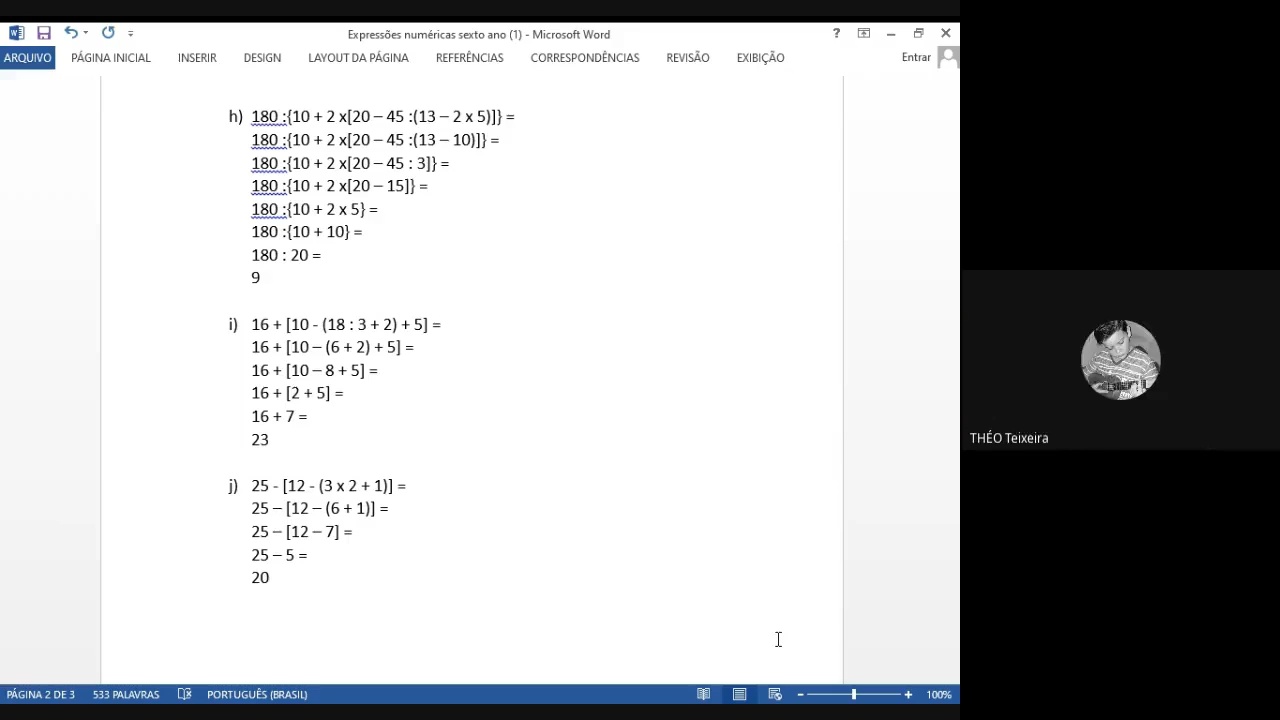 Expressões numéricas sexto ano (1) - Microsoft Word
ARQUIVO PÁGINA INICIAL INSERIR DESIGN LAYOUT DA PÁGINA REFERÊNCIAS CORRESPONDÊNCIAS REVISÃO EXIBIÇÃO Entrar
h) 180 :{10 + 2 x[20 – 45 :(13 – 2 x 5)]} =
180 :{10 + 2 x[20 – 45 :(13 – 10)]} =
180 :{10 + 2 x[20 – 45 : 3]} =
180 :{10 + 2 x[20 – 15]} =
180 :{10 + 2 x 5} =
180 :{10 + 10} =
180 : 20 =
9
i) 16 + [10 - (18 : 3 + 2) + 5] =
16 + [10 – (6 + 2) + 5] =
16 + [10 – 8 + 5] =
16 + [2 + 5] =
16 + 7 =
23
j) 25 - [12 - (3 x 2 + 1)] =
25 – [12 – (6 + 1)] =
25 – [12 – 7] =
25 – 5 =
20
THÉO Teixeira
PÁGINA 2 DE 3 533 PALAVRAS PORTUGUÊS (BRASIL) 100%